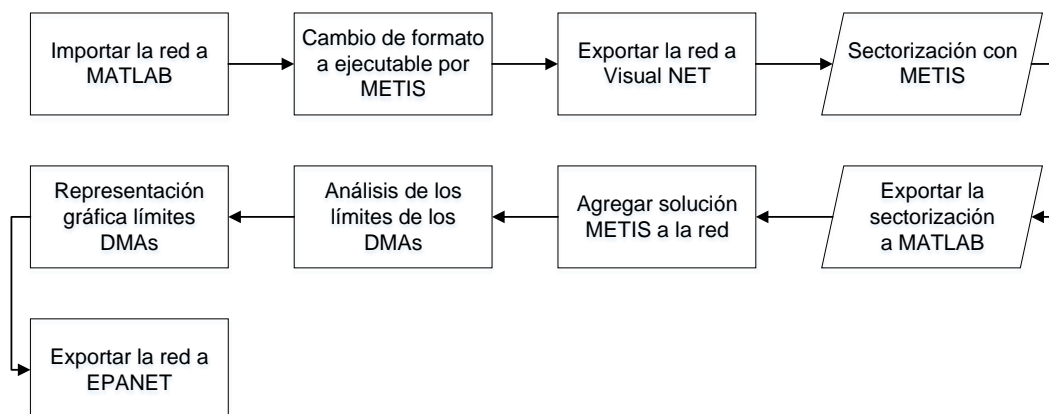 Importar la red a
MATLAB
Cambio de formato
a ejecutable por
METIS
Exportar la red a
Visual NET
Sectorización con
METIS
Exportar la
sectorización
a MATLAB
Agregar solución
METIS a la red
Análisis de los
límites de los
DMAs
Representación
gráfica límites
DMAs
Exportar la red a
EPANET